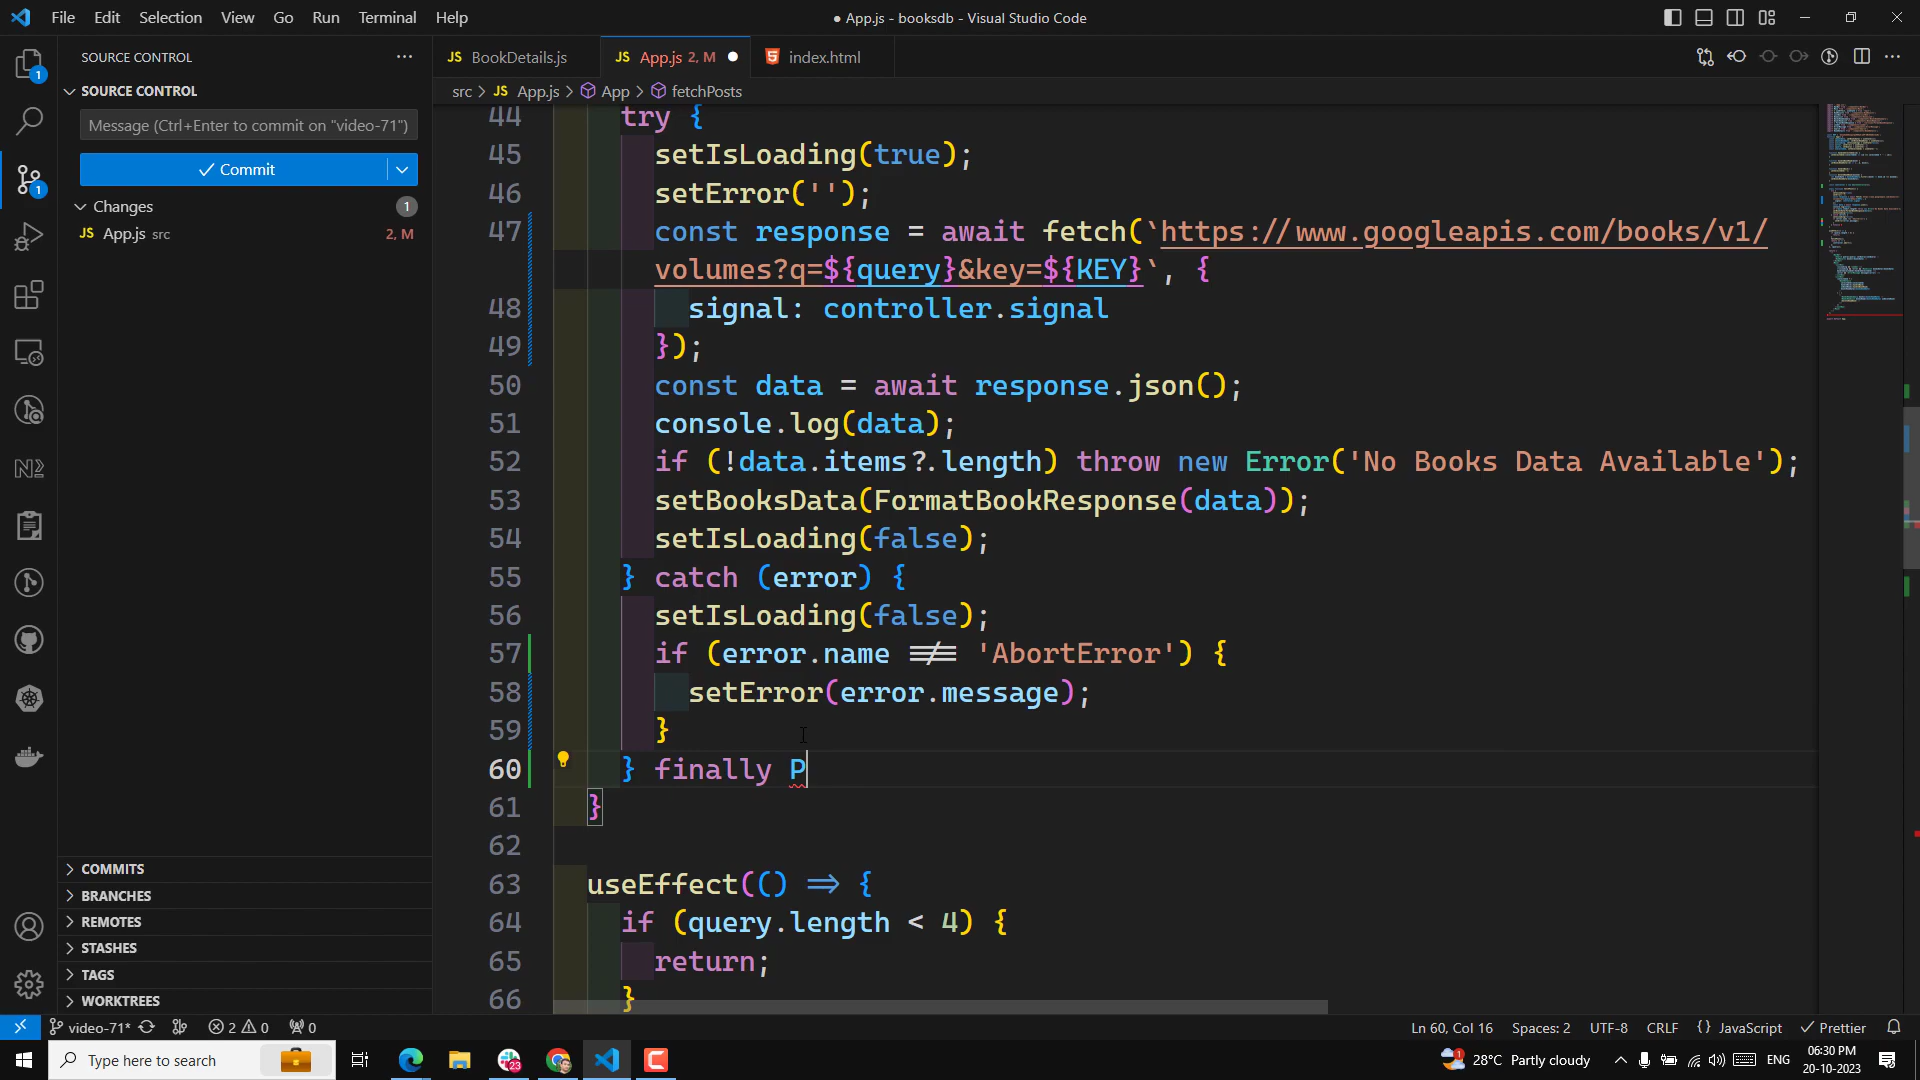 File Edit Selection View Go Run Terminal Help
● App.js - booksdb - Visual Studio Code
SOURCE CONTROL
SOURCE CONTROL
Message (Ctrl+Enter to commit on "video-71")
Commit
Changes 1
JS App.js src 2, M
COMMITS
BRANCHES
REMOTES
STASHES
TAGS
WORKTREES
JS BookDetails.js
JS App.js 2, M
index.html
src > JS App.js > App > fetchPosts
44 try {
45 setIsLoading(true);
46 setError('');
47 const response = await fetch(`https://www.googleapis.com/books/v1/
volumes?q=${query}&key=${KEY}`, {
48 signal: controller.signal
49 });
50 const data = await response.json();
51 console.log(data);
52 if (!data.items?.length) throw new Error('No Books Data Available');
53 setBooksData(FormatBookResponse(data));
54 setIsLoading(false);
55 } catch (error) {
56 setIsLoading(false);
57 if (error.name !== 'AbortError') {
58 setError(error.message);
59 }
60 } finally P
61 }
62
63 useEffect(() => {
64 if (query.length < 4) {
65 return;
66 }
video-71* 2 0 0
Ln 60, Col 16 Spaces: 2 UTF-8 CRLF {} JavaScript Prettier
Type here to search
23
28°C Partly cloudy
ENG
06:30 PM
20-10-2023